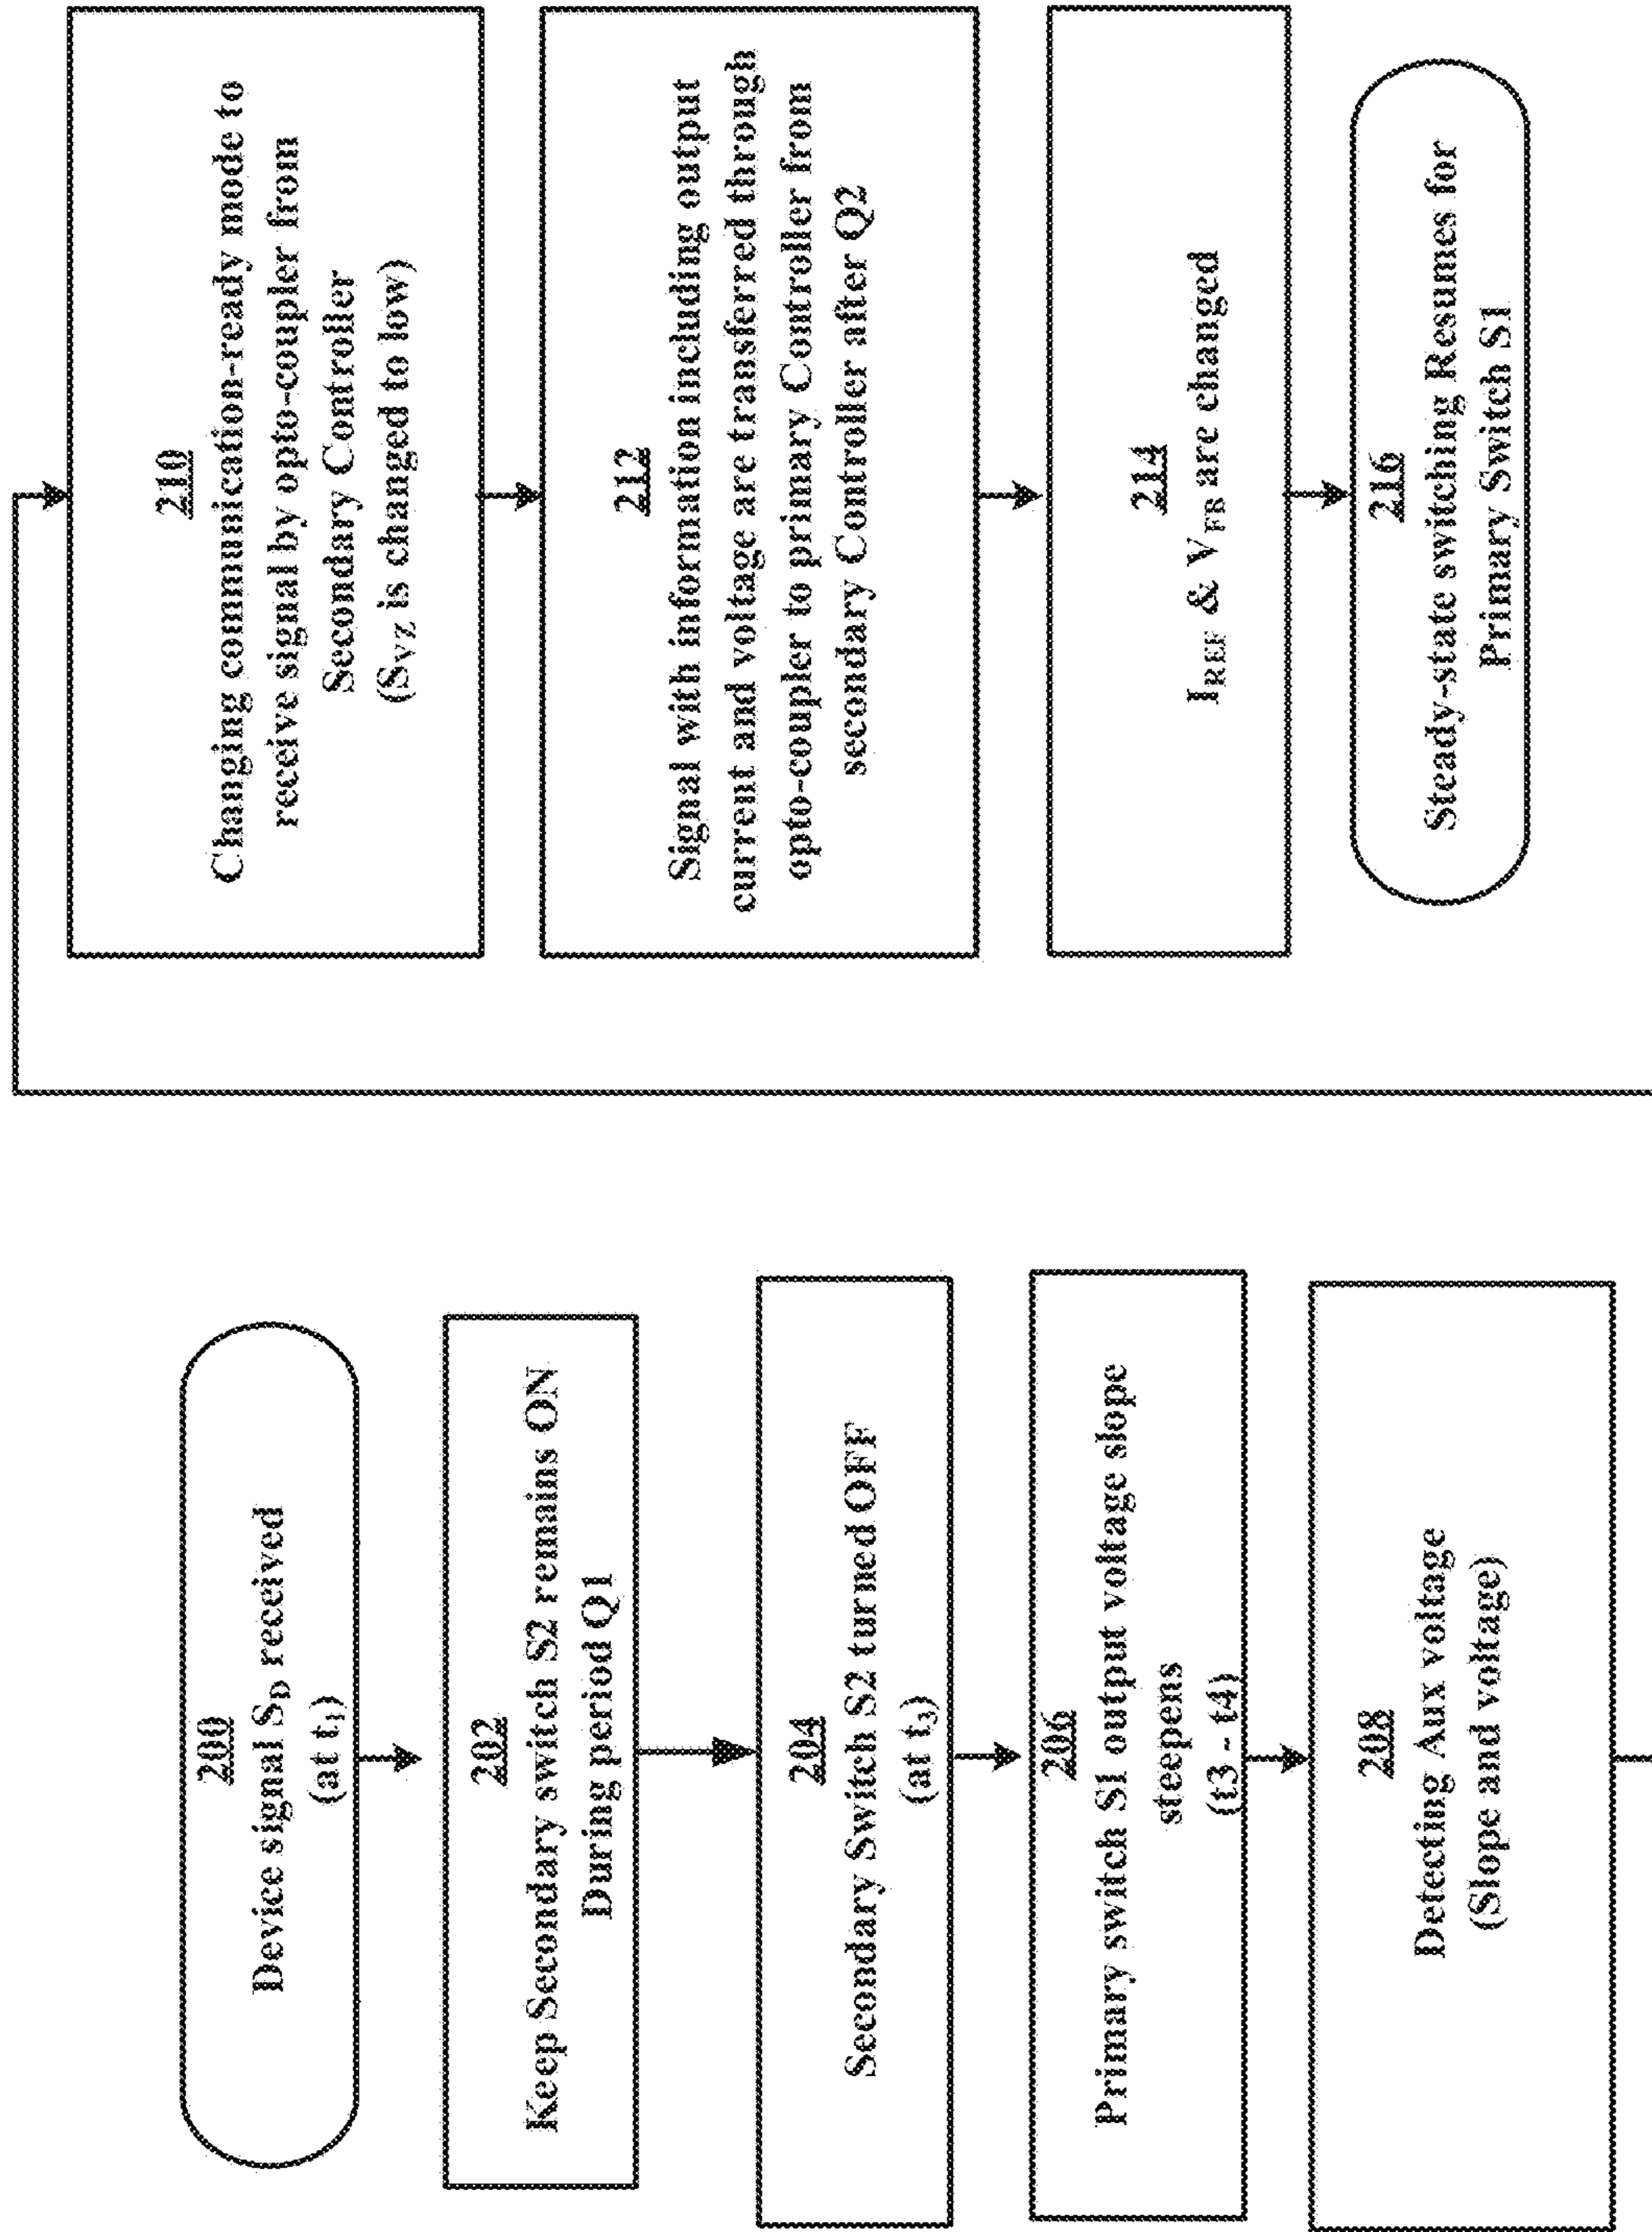 200
Device signal SD received
(at t1)
202
Keep Secondary switch S2 remains ON
During period Q1
204
Secondary Switch S2 turned OFF
(at t3)
206
Primary switch S1 output voltage slope
steepens
(t3 - t4)
208
Detecting Aux voltage
(Slope and voltage)
210
Changing communication-ready mode to
receive signal by opto-coupler from
Secondary Controller
(SVZ is changed to low)
212
Signal with information including output
current and voltage are transferred through
opto-coupler to primary Controller from
secondary Controller after Q2
214
IREF & VFB are changed
216
Steady-state switching Resumes for
Primary Switch S1